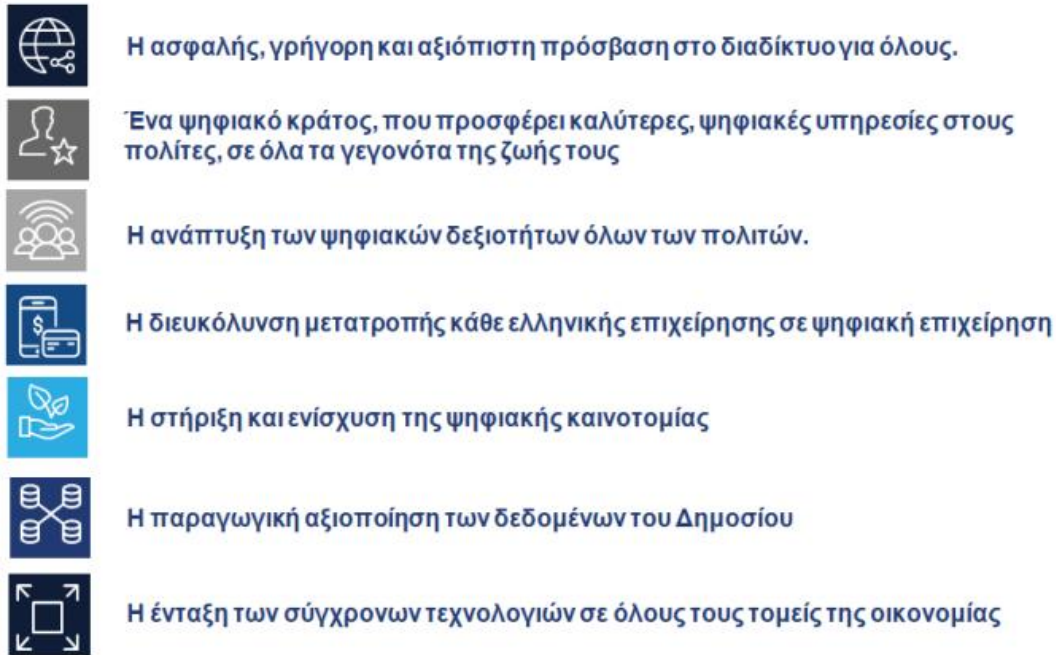 Η ασφαλής, γρήγορη και αξιόπιστη πρόσβαση στο διαδίκτυο για όλους.
Ένα ψηφιακό κράτος, που προσφέρει καλύτερες, ψηφιακές υπηρεσίες στους
πολίτες, σε όλα τα γεγονότα της ζωής τους
Η ανάπτυξη των ψηφιακών δεξιοτήτων όλων των πολιτών.
$
Η διευκόλυνση μετατροπής κάθε ελληνικής επιχείρησης σε ψηφιακή επιχείρηση
Η στήριξη και ενίσχυση της ψηφιακής καινοτομίας
Η παραγωγική αξιοποίηση των δεδομένων του Δημοσίου
Η ένταξη των σύγχρονων τεχνολογιών σε όλους τους τομείς της οικονομίας